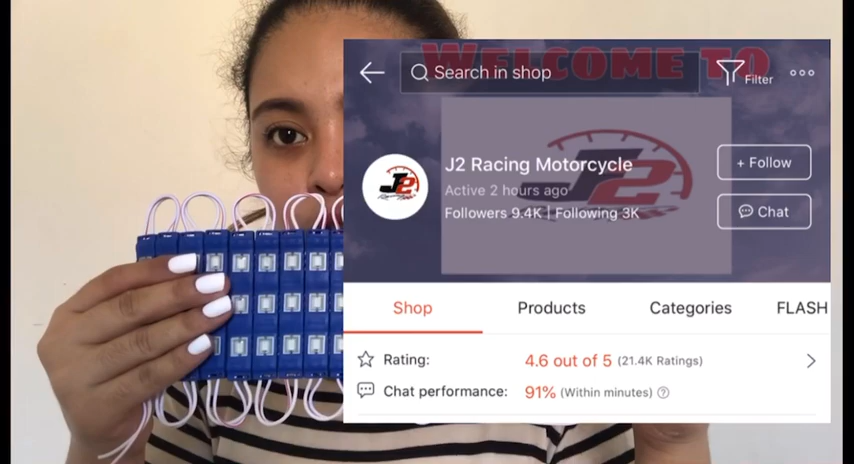 WELCOME TO
Search in shop
Filter
J2
J2 Racing Motorcycle
Active 2 hours ago
Followers 9.4K | Following 3K
+ Follow
Chat
Shop Products Categories FLASH
Rating: 4.6 out of 5 (21.4K Ratings)
Chat performance: 91% (Within minutes)